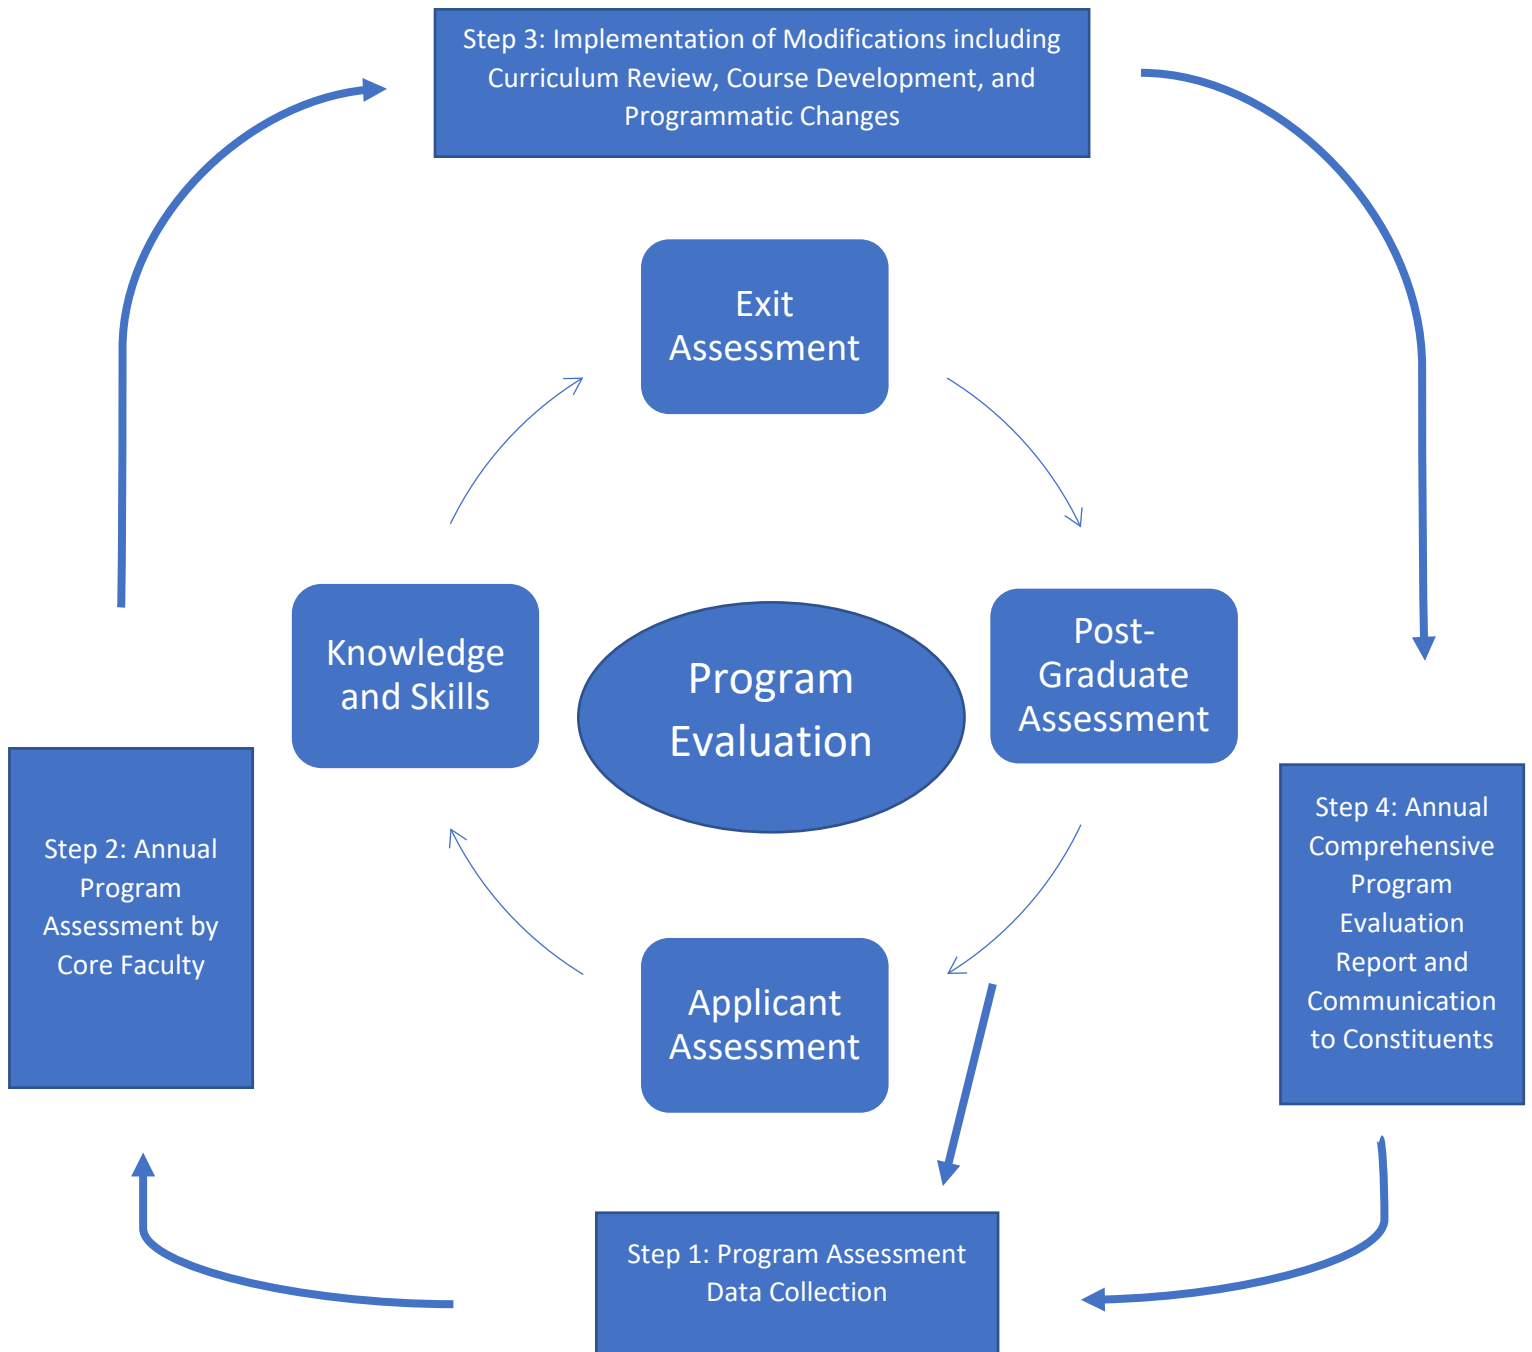 Step 3: Implementation of Modifications including
Curriculum Review, Course Development, and
Programmatic Changes
Exit
Assessment
Knowledge
and Skills
Program
Evaluation
Post-
Graduate
Assessment
Step 2: Annual
Program
Assessment by
Core Faculty
Step 4: Annual
Comprehensive
Program
Evaluation
Report and
Communication
to Constituents
Applicant
Assessment
Step 1: Program Assessment
Data Collection